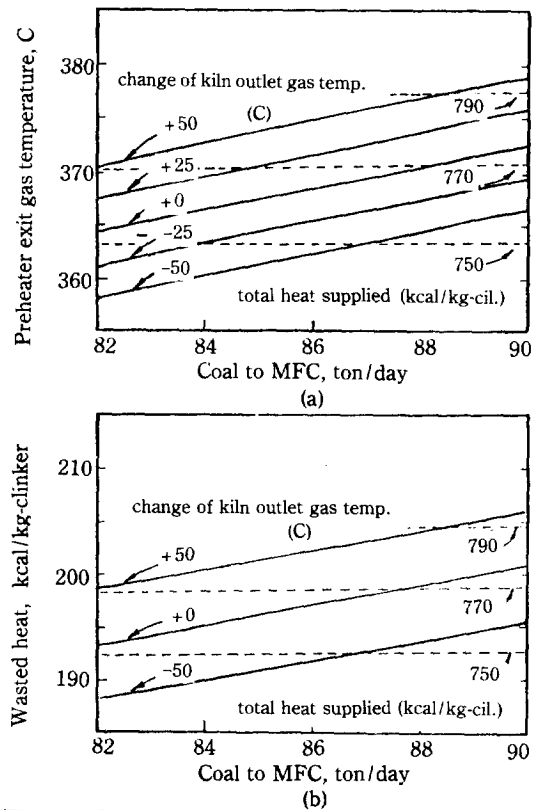 Preheater exit gas temperature, C
380
370
360
change of kiln outlet gas temp.
(C)
+50
+25
+0
-25
-50
790
770
750
total heat supplied (kcal/kg-cil.)
82
84
86
88
90
Coal to MFC, ton/day
(a)
Wasted heat, kcal/kg-clinker
210
200
190
change of kiln outlet gas temp.
(C)
+50
+0
-50
790
770
750
total heat supplied (kcal/kg-cil.)
82
84
86
88
90
Coal to MFC, ton/day
(b)